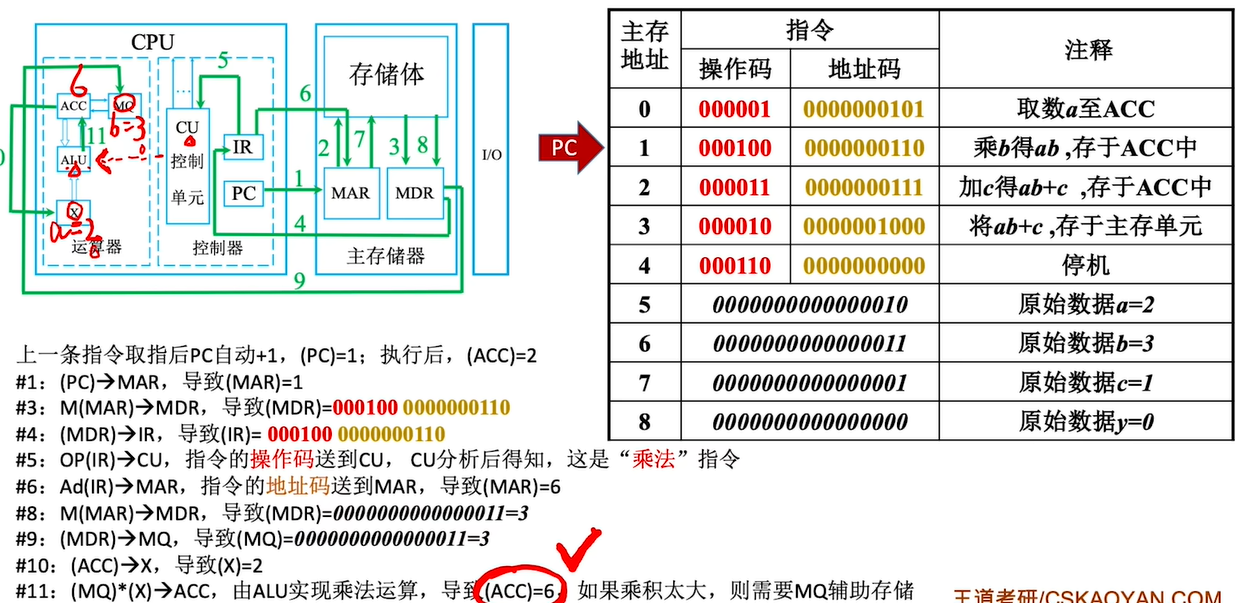 CPU
ACC
MQ
ALU
X
运算器
CU
控制
单元
IR
PC
控制器
存储体
MAR
MDR
主存储器
I/O
1
2
3
4
5
6
7
8
9
0
11
6
b=3
a=2
PC
主存地址 指令 注释
操作码 地址码
0 000001 0000000101 取数a至ACC
1 000100 0000000110 乘b得ab ,存于ACC中
2 000011 0000000111 加c得ab+c ,存于ACC中
3 000010 0000001000 将ab+c ,存于主存单元
4 000110 0000000000 停机
5 0000000000000010 原始数据a=2
6 0000000000000011 原始数据b=3
7 0000000000000001 原始数据c=1
8 0000000000000000 原始数据y=0
上一条指令取指后PC自动+1，(PC)=1；执行后，(ACC)=2
#1：(PC)→MAR，导致(MAR)=1
#3：M(MAR)→MDR，导致(MDR)=000100 0000000110
#4：(MDR)→IR，导致(IR)= 000100 0000000110
#5：OP(IR)→CU，指令的操作码送到CU， CU分析后得知，这是“乘法”指令
#6：Ad(IR)→MAR，指令的地址码送到MAR，导致(MAR)=6
#8：M(MAR)→MDR，导致(MDR)=0000000000000011=3
#9：(MDR)→MQ，导致(MQ)=0000000000000011=3
#10：(ACC)→X，导致(X)=2
#11：(MQ)*(X)→ACC，由ALU实现乘法运算，导致(ACC)=6，如果乘积太大，则需要MQ辅助存储
王道考研/CSKAOYAN.COM